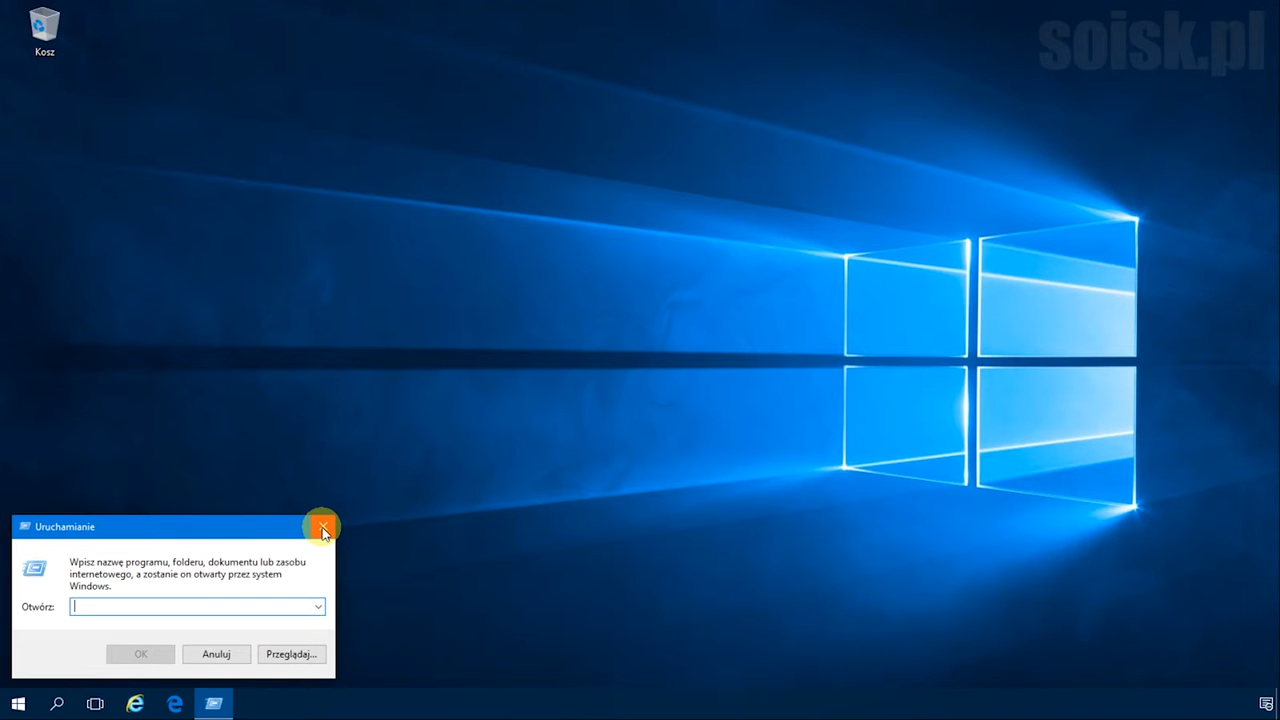 soisk.pl
Kosz
Uruchamianie
Wpisz nazwę programu, folderu, dokumentu lub zasobu
internetowego, a zostanie on otwarty przez system
Windows.
Otwórz:
OK Anuluj Przeglądaj...